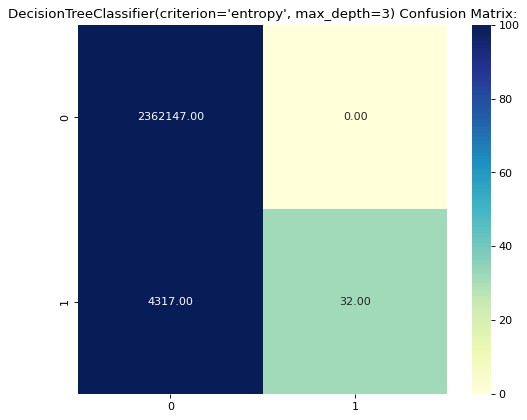 DecisionTreeClassifier(criterion='entropy', max_depth=3) Confusion Matrix:
100
0 2362147.00 0.00
80
60
40
1 4317.00 32.00
20
0
0 1